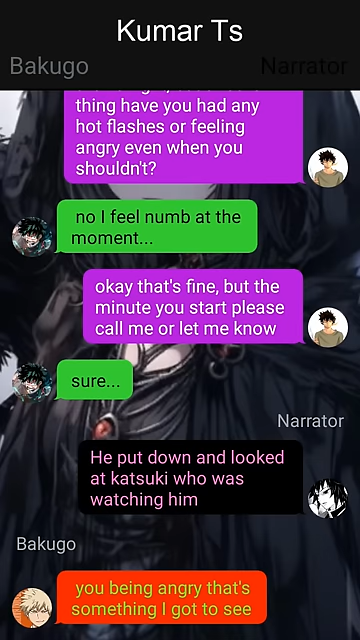 Kumar Ts
Bakugo
Narrator
thing have you had any
hot flashes or feeling
angry even when you
shouldn't?
no I feel numb at the
moment...
okay that's fine, but the
minute you start please
call me or let me know
sure...
Narrator
He put down and looked
at katsuki who was
watching him
Bakugo
you being angry that's
something I got to see